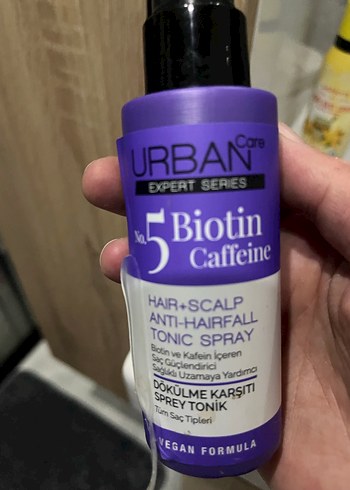 URBAN Care
EXPERT SERIES
No.5 Biotin
Caffeine
HAIR+SCALP
ANTI-HAIRFALL
TONIC SPRAY
Biotin ve Kafein İçeren
Saç Güçlendirici
Sağlıklı Uzamaya Yardımcı
DÖKÜLME KARŞITI
SPREY TONİK
Tüm Saç Tipleri
VEGAN FORMULA